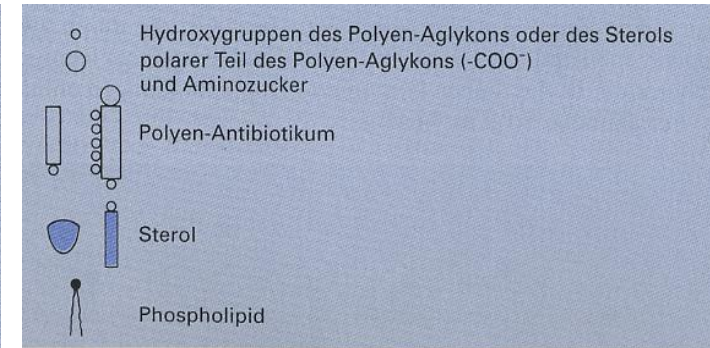 Hydroxygruppen des Polyen-Aglykons oder des Sterols
polarer Teil des Polyen-Aglykons (-COO⁻)
und Aminozucker
Polyen-Antibiotikum
Sterol
Phospholipid